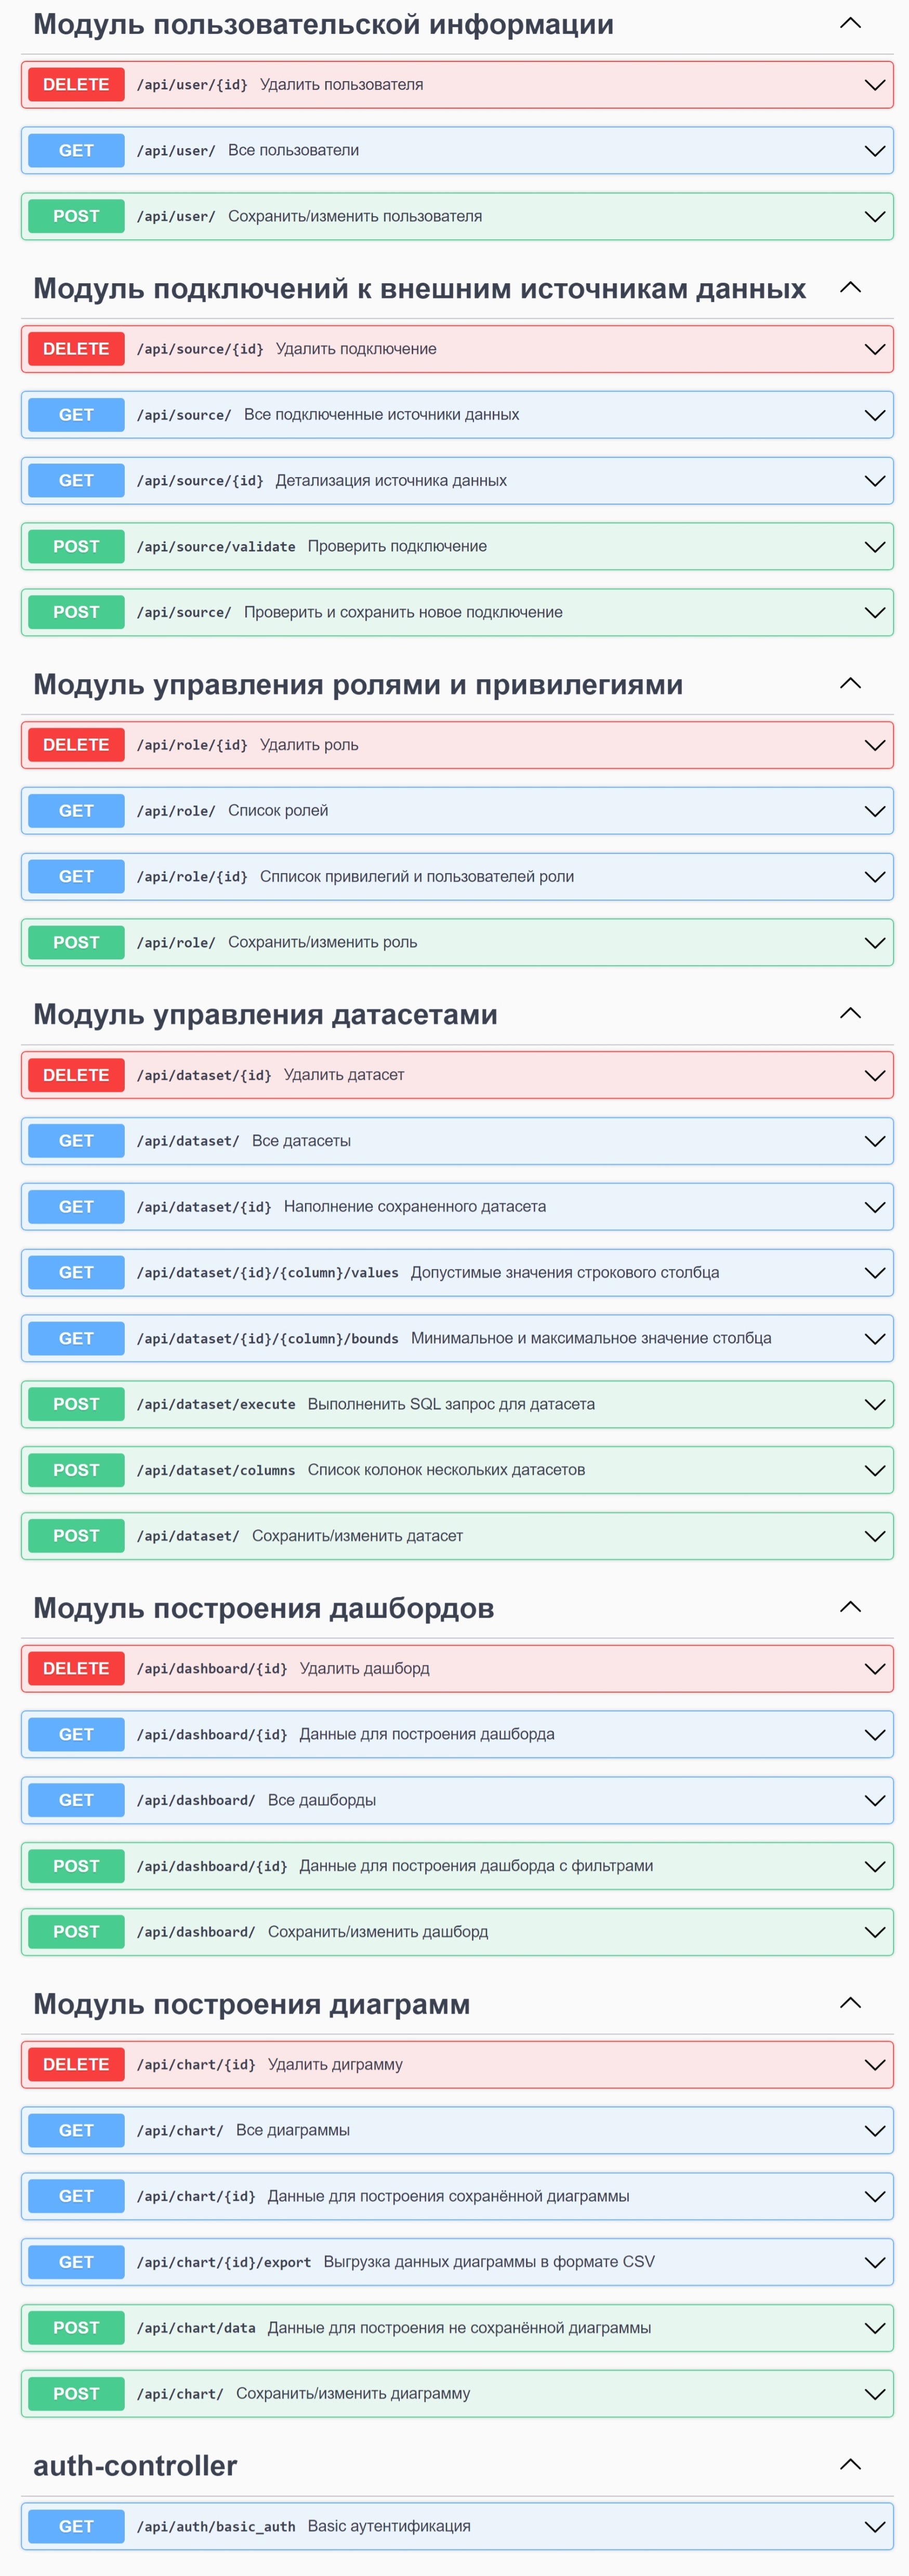 Модуль пользовательской информации
DELETE /api/user/{id} Удалить пользователя
GET /api/user/ Все пользователи
POST /api/user/ Сохранить/изменить пользователя
Модуль подключений к внешним источникам данных
DELETE /api/source/{id} Удалить подключение
GET /api/source/ Все подключенные источники данных
GET /api/source/{id} Детализация источника данных
POST /api/source/validate Проверить подключение
POST /api/source/ Проверить и сохранить новое подключение
Модуль управления ролями и привилегиями
DELETE /api/role/{id} Удалить роль
GET /api/role/ Список ролей
GET /api/role/{id} Спписок привилегий и пользователей роли
POST /api/role/ Сохранить/изменить роль
Модуль управления датасетами
DELETE /api/dataset/{id} Удалить датасет
GET /api/dataset/ Все датасеты
GET /api/dataset/{id} Наполнение сохраненного датасета
GET /api/dataset/{id}/{column}/values Допустимые значения строкового столбца
GET /api/dataset/{id}/{column}/bounds Минимальное и максимальное значение столбца
POST /api/dataset/execute Выполненить SQL запрос для датасета
POST /api/dataset/columns Список колонок нескольких датасетов
POST /api/dataset/ Сохранить/изменить датасет
Модуль построения дашбордов
DELETE /api/dashboard/{id} Удалить дашборд
GET /api/dashboard/{id} Данные для построения дашборда
GET /api/dashboard/ Все дашборды
POST /api/dashboard/{id} Данные для построения дашборда с фильтрами
POST /api/dashboard/ Сохранить/изменить дашборд
Модуль построения диаграмм
DELETE /api/chart/{id} Удалить диграмму
GET /api/chart/ Все диаграммы
GET /api/chart/{id} Данные для построения сохранённой диаграммы
GET /api/chart/{id}/export Выгрузка данных диаграммы в формате CSV
POST /api/chart/data Данные для построения не сохранённой диаграммы
POST /api/chart/ Сохранить/изменить диаграмму
auth-controller
GET /api/auth/basic_auth Basic аутентификация